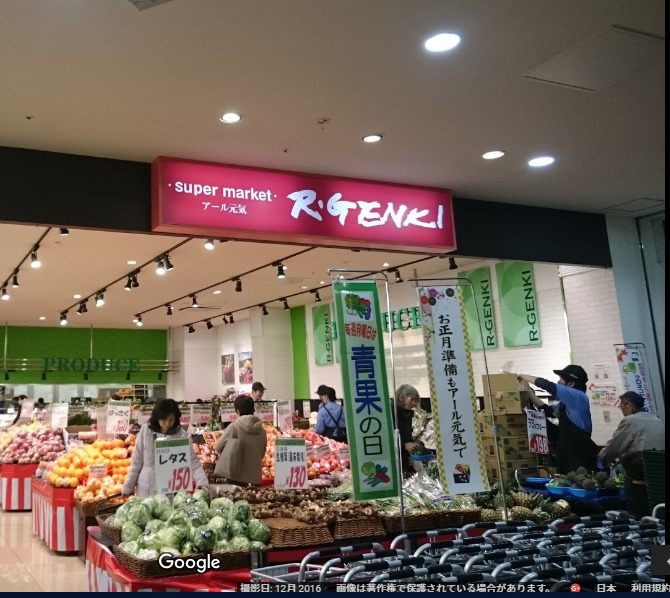 ·super market·
アール元気
R·GENKI
R·GENKI
R·GENKI
PRODUCE
毎週月曜日は
青果の日
お正月準備もアール元気で
レタス
¥150
¥130
¥198
Google
撮影日: 12月 2016
画像は著作権で保護されている場合があります。
日本
利用規約